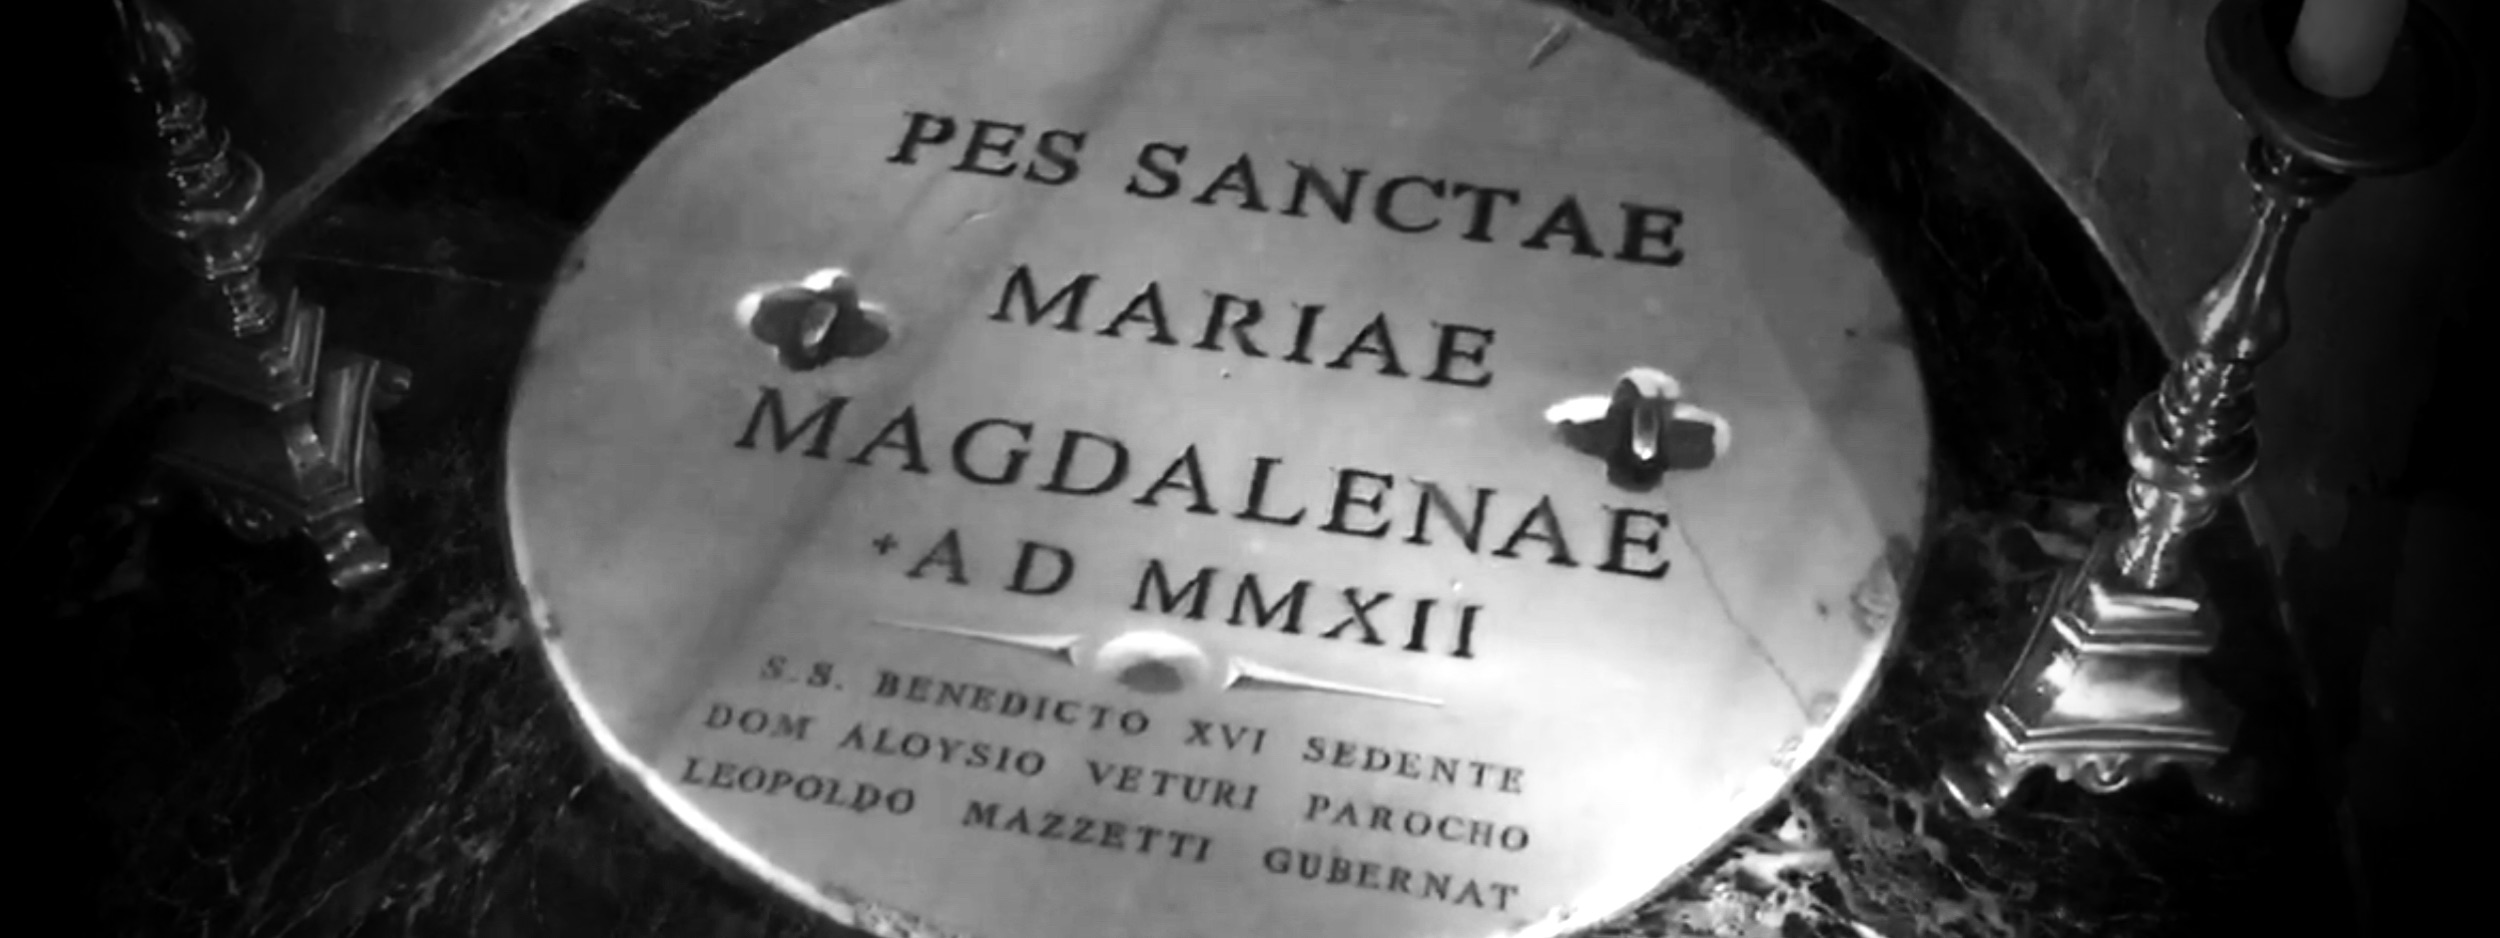 PES SANCTAE
MARIAE
MAGDALENAE
+ A D MMXII
S.S. BENEDICTO XVI SEDENTE
DOM ALOYSIO VETURI PAROCHO
LEOPOLDO MAZZETTI GUBERNAT